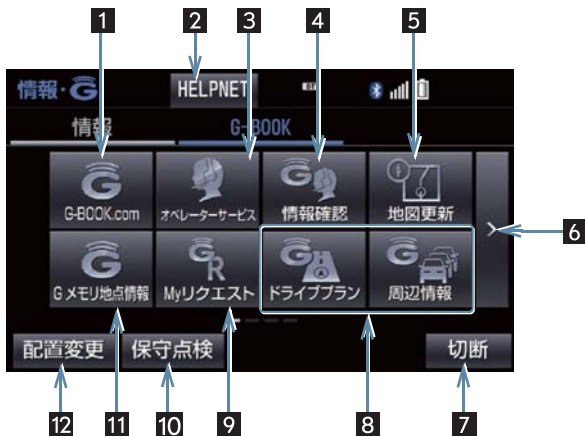 1 2 3 4 5
情報・G HELPNET BT
情報 G-BOOK
G-BOOK.com オペレーターサービス 情報確認 地図更新
> 6
Gメモリ地点情報 Myリクエスト ドライブプラン 周辺情報
配置変更 保守点検 切断
12 11 10 9 8 7